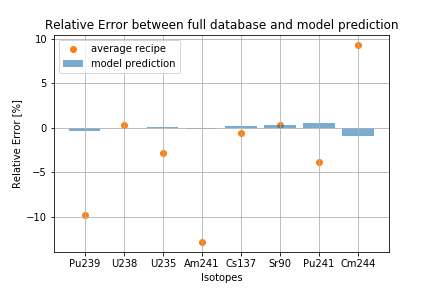 Relative Error between full database and model prediction
average recipe
model prediction
Relative Error [%]
10
5
0
−5
−10
Pu239 U238 U235 Am241 Cs137 Sr90 Pu241 Cm244
Isotopes